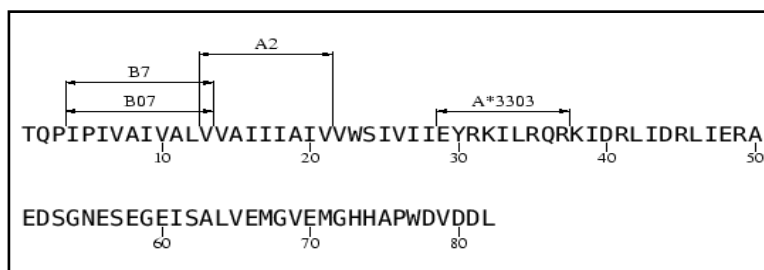 A2
B7
B07
A*3303
TQPIPIVAIVALVVAIIIAIVVWSIVIIEYRKILRQRKIDRLIDRLIERA
10 20 30 40 50
EDSGNESEGEISALVEMGVEMGHHAPWDVDDL
60 70 80